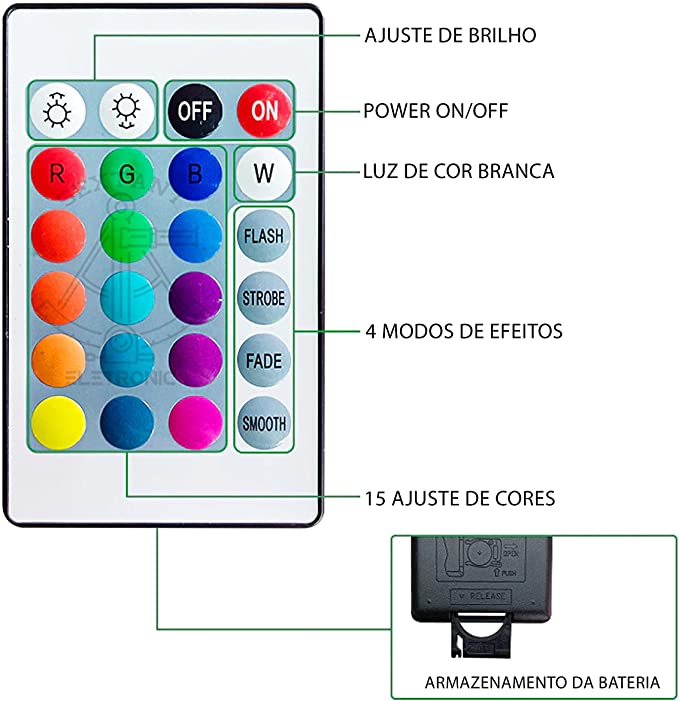 AJUSTE DE BRILHO
OFF ON
POWER ON/OFF
R G B W
LUZ DE COR BRANCA
FLASH
STROBE
4 MODOS DE EFEITOS
FADE
ELETRONIC
SMOOTH
15 AJUSTE DE CORES
OPEN
PUSH
RELEASE
ARMAZENAMENTO DA BATERIA